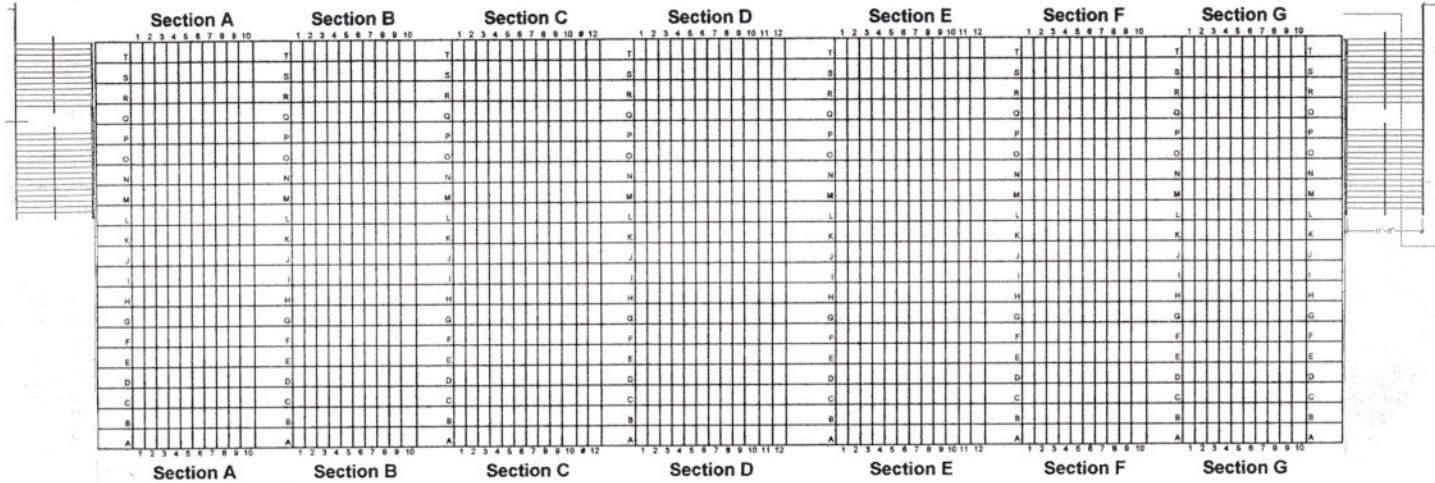 Section A Section B Section C Section D Section E Section F Section G
1 2 3 4 5 6 7 8 9 10 1 2 3 4 5 6 7 8 9 10 1 2 3 4 5 6 7 8 9 10 # 12 1 2 3 4 5 6 7 8 9 10 11 12 1 2 3 4 5 6 7 8 9 10 11 12 1 2 3 4 5 6 7 8 9 10 1 2 3 4 5 6 7 8 9 10
T T T T T T T T
S S S S S S S S
R R R R R R R R
Q Q Q Q Q Q Q Q
P P P P P P P P
O O O O O O O O
N N N N N N N N
M M M M M M M M
L L L L L L L L
K K K K K K K K
J J J J J J J J
I I I I I I I I
H H H H H H H H
G G G G G G G G
F F F F F F F F
E E E E E E E E
D D D D D D D D
C C C C C C C C
B B B B B B B B
A A A A A A A A
1 2 3 4 5 6 7 8 9 10 1 2 3 4 5 6 7 8 9 10 1 2 3 4 5 6 7 8 9 10 # 12 1 2 3 4 5 6 7 8 9 10 11 12 1 2 3 4 5 6 7 8 9 10 11 12 1 2 3 4 5 6 7 8 9 10 1 2 3 4 5 6 7 8 9 10
Section A Section B Section C Section D Section E Section F Section G